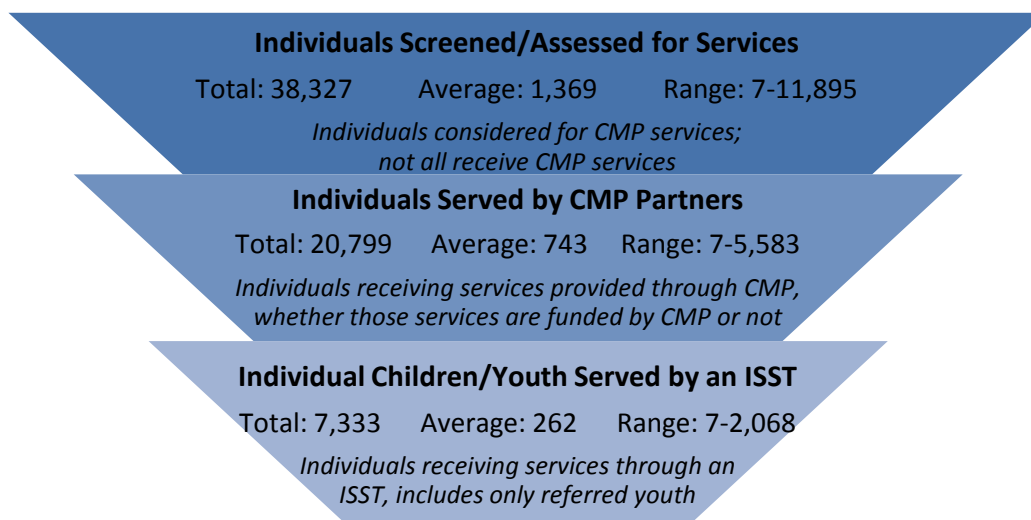 Individuals Screened/Assessed for Services
Total: 38,327 Average: 1,369 Range: 7-11,895
Individuals considered for CMP services;
not all receive CMP services
Individuals Served by CMP Partners
Total: 20,799 Average: 743 Range: 7-5,583
Individuals receiving services provided through CMP,
whether those services are funded by CMP or not
Individual Children/Youth Served by an ISST
Total: 7,333 Average: 262 Range: 7-2,068
Individuals receiving services through an
ISST, includes only referred youth